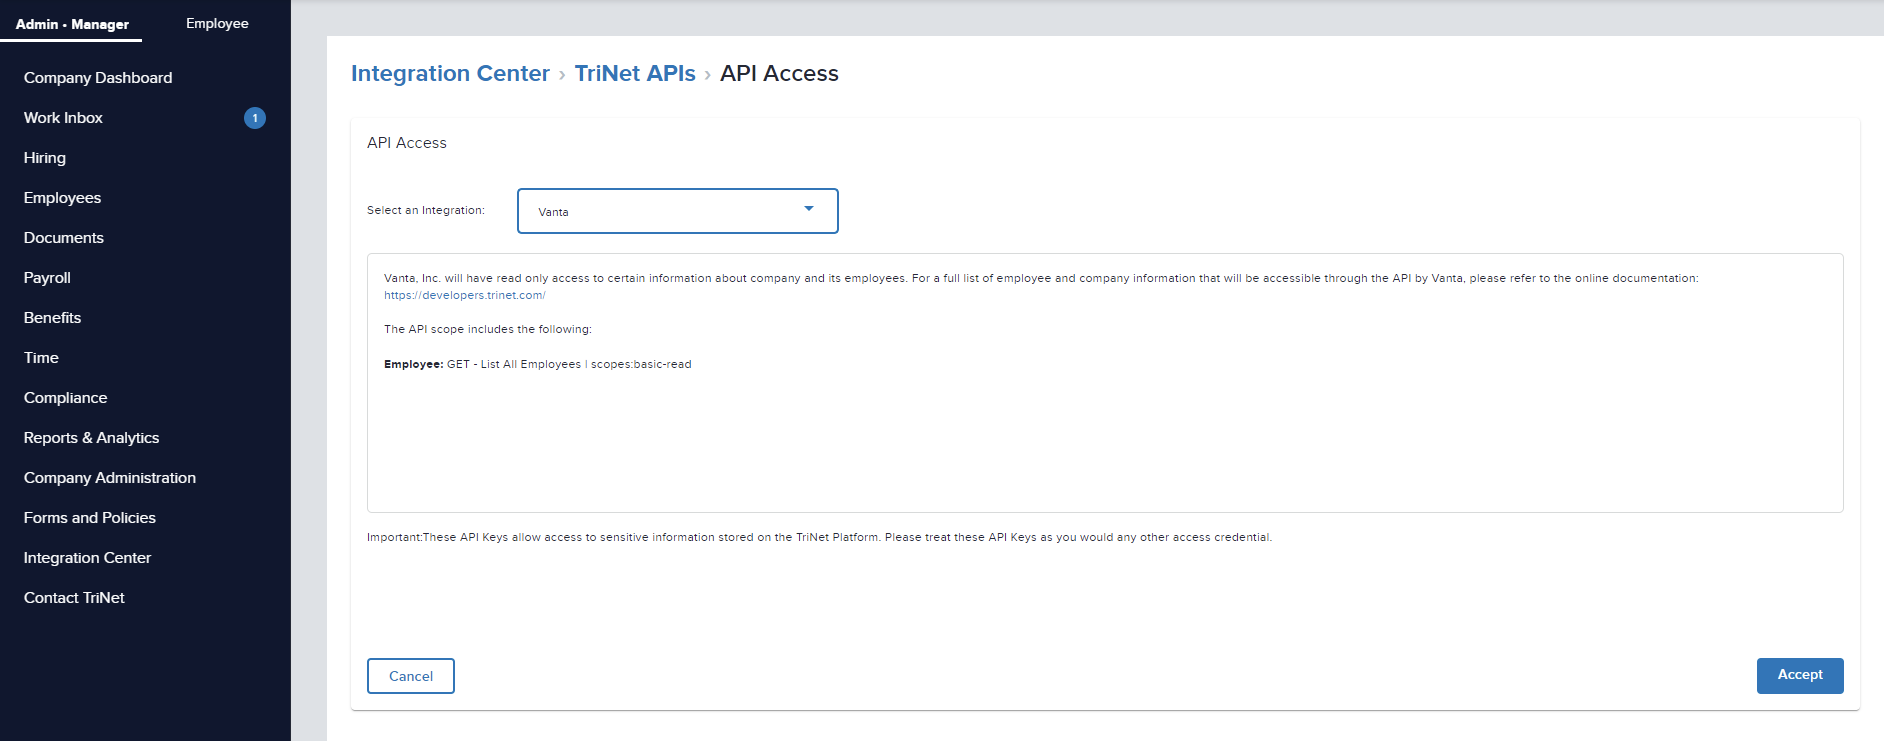 Admin • Manager
Employee
Company Dashboard
Work Inbox
1
Hiring
Employees
Documents
Payroll
Benefits
Time
Compliance
Reports & Analytics
Company Administration
Forms and Policies
Integration Center
Contact TriNet
Integration Center › TriNet APIs › API Access
API Access
Select an Integration:
Vanta
Vanta, Inc. will have read only access to certain information about company and its employees. For a full list of employee and company information that will be accessible through the API by Vanta, please refer to the online documentation:
https://developers.trinet.com/
The API scope includes the following:
Employee: GET - List All Employees | scopes:basic-read
Important:These API Keys allow access to sensitive information stored on the TriNet Platform. Please treat these API Keys as you would any other access credential.
Cancel
Accept